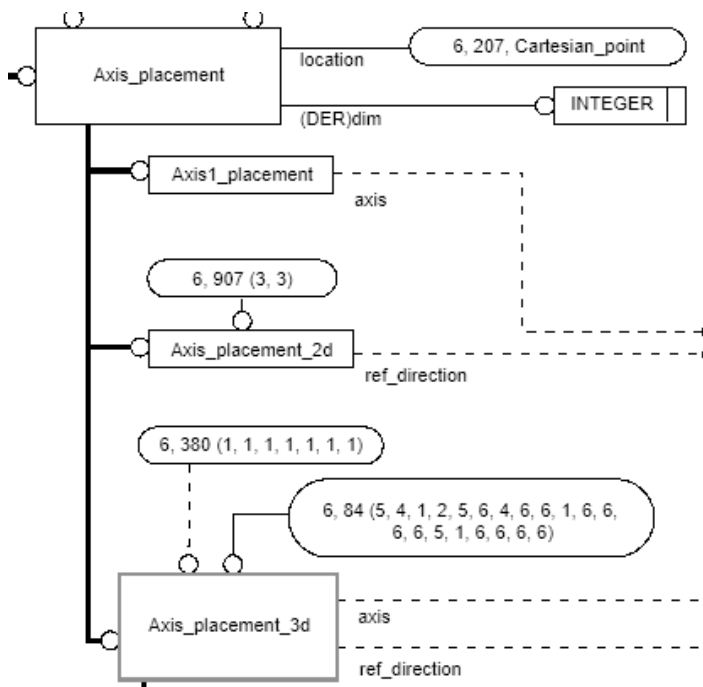 Axis_placement
location
6, 207, Cartesian_point
(DER)dim
INTEGER
Axis1_placement
axis
6, 907 (3, 3)
Axis_placement_2d
ref_direction
6, 380 (1, 1, 1, 1, 1, 1, 1)
6, 84 (5, 4, 1, 2, 5, 6, 4, 6, 6, 1, 6, 6,
6, 6, 5, 1, 6, 6, 6, 6)
Axis_placement_3d
axis
ref_direction